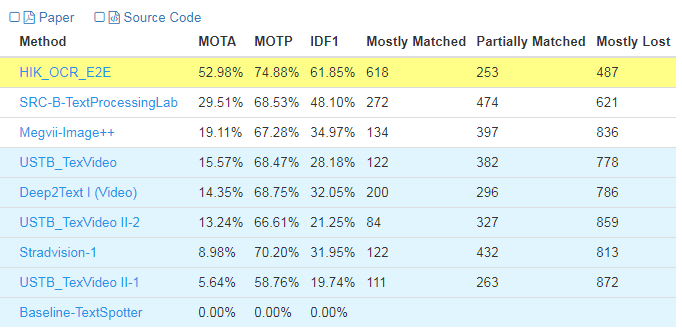 Paper Source Code
Method MOTA MOTP IDF1 Mostly Matched Partially Matched Mostly Lost
HIK_OCR_E2E 52.98% 74.88% 61.85% 618 253 487
SRC-B-TextProcessingLab 29.51% 68.53% 48.10% 272 474 621
Megvii-Image++ 19.11% 67.28% 34.97% 134 397 836
USTB_TexVideo 15.57% 68.47% 28.18% 122 382 778
Deep2Text I (Video) 14.35% 68.75% 32.05% 200 296 786
USTB_TexVideo II-2 13.24% 66.61% 21.25% 84 327 859
Stradvision-1 8.98% 70.20% 31.95% 122 432 813
USTB_TexVideo II-1 5.64% 58.76% 19.74% 111 263 872
Baseline-TextSpotter 0.00% 0.00% 0.00%